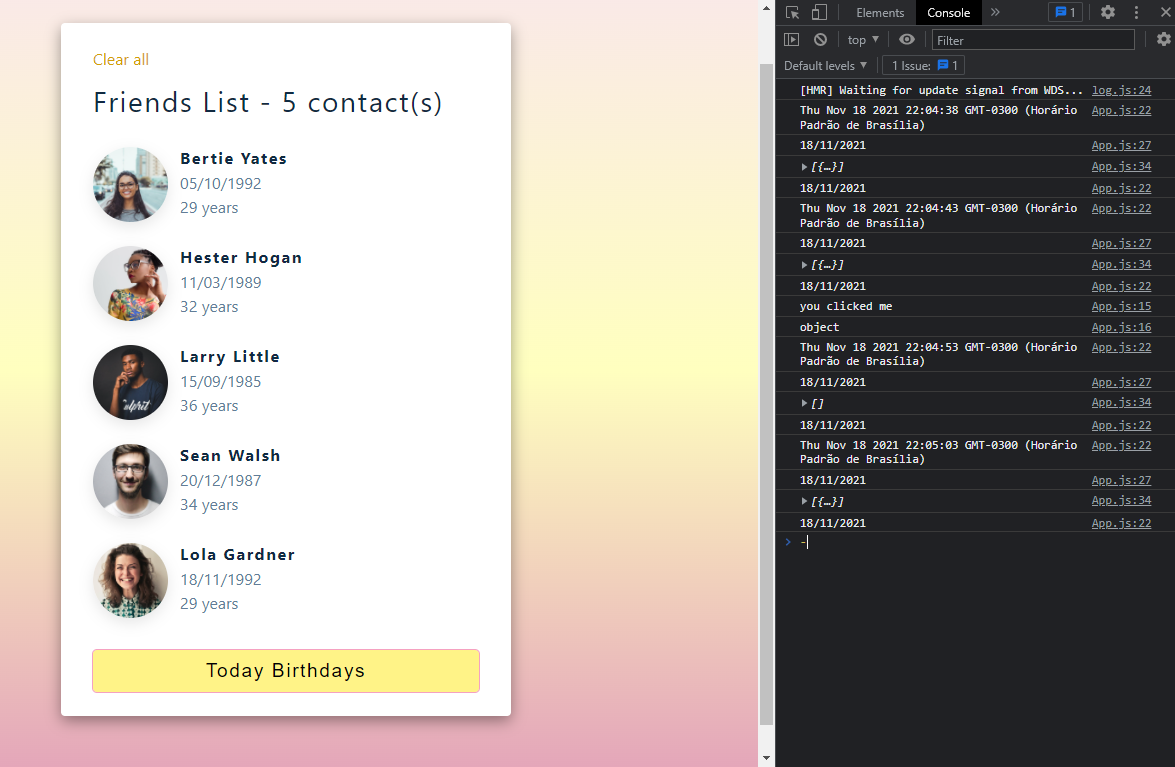 Clear all
Friends List - 5 contact(s)
Bertie Yates
05/10/1992
29 years
Hester Hogan
11/03/1989
32 years
Larry Little
15/09/1985
36 years
Sean Walsh
20/12/1987
34 years
Lola Gardner
18/11/1992
29 years
Today Birthdays
Elements Console » 1
top ▼ Filter
Default levels ▼ 1 Issue: 1
[HMR] Waiting for update signal from WDS... log.js:24
Thu Nov 18 2021 22:04:38 GMT-0300 (Horário App.js:22
Padrão de Brasília)
18/11/2021 App.js:27
▶ [{…}] App.js:34
18/11/2021 App.js:22
Thu Nov 18 2021 22:04:43 GMT-0300 (Horário App.js:22
Padrão de Brasília)
18/11/2021 App.js:27
▶ [{…}] App.js:34
18/11/2021 App.js:22
you clicked me App.js:15
object App.js:16
Thu Nov 18 2021 22:04:53 GMT-0300 (Horário App.js:22
Padrão de Brasília)
18/11/2021 App.js:27
▶ [] App.js:34
18/11/2021 App.js:22
Thu Nov 18 2021 22:05:03 GMT-0300 (Horário App.js:22
Padrão de Brasília)
18/11/2021 App.js:27
▶ [{…}] App.js:34
18/11/2021 App.js:22
> -